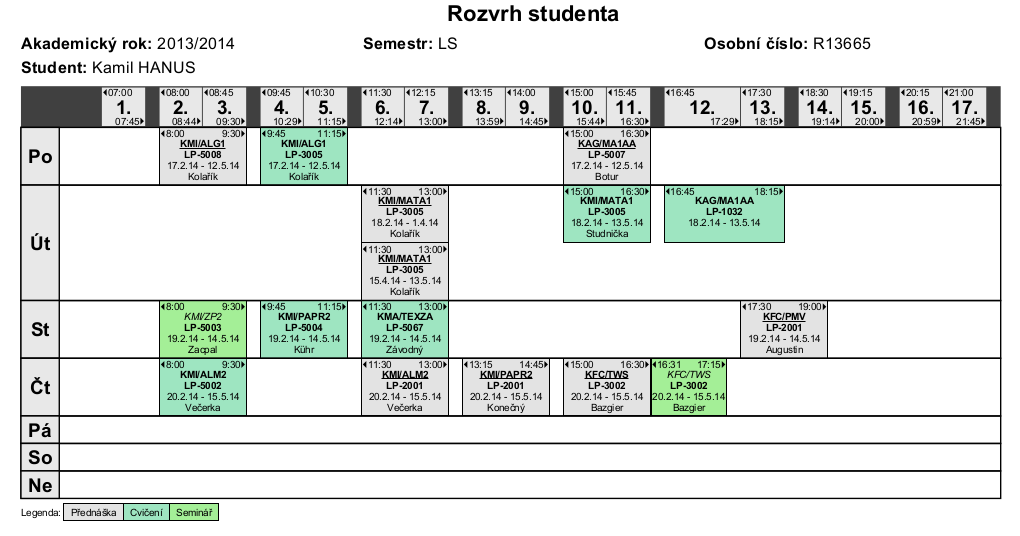 Rozvrh studenta
Akademický rok: 2013/2014 Semestr: LS Osobní číslo: R13665
Student: Kamil HANUS
07:00 08:00 08:45 09:45 10:30 11:30 12:15 13:15 14:00 15:00 15:45 16:45 17:30 18:30 19:15 20:15 21:00
1. 2. 3. 4. 5. 6. 7. 8. 9. 10. 11. 12. 13. 14. 15. 16. 17.
07:45 08:44 09:30 10:29 11:15 12:14 13:00 13:59 14:45 15:44 16:30 17:29 18:15 19:14 20:00 20:59 21:45
Po
8:00 9:30
KMI/ALG1
LP-5008
17.2.14 - 12.5.14
Kolařík
9:45 11:15
KMI/ALG1
LP-3005
17.2.14 - 12.5.14
Kolařík
15:00 16:30
KAG/MA1AA
LP-5007
17.2.14 - 12.5.14
Botur
Út
11:30 13:00
KMI/MATA1
LP-3005
18.2.14 - 1.4.14
Kolařík
11:30 13:00
KMI/MATA1
LP-3005
15.4.14 - 13.5.14
Kolařík
15:00 16:30
KMI/MATA1
LP-3005
18.2.14 - 13.5.14
Studnička
16:45 18:15
KAG/MA1AA
LP-1032
18.2.14 - 13.5.14
St
8:00 9:30
KMI/ZP2
LP-5003
19.2.14 - 14.5.14
Zacpal
9:45 11:15
KMI/PAPR2
LP-5004
19.2.14 - 14.5.14
Kühr
11:30 13:00
KMA/TEXZA
LP-5067
19.2.14 - 14.5.14
Závodný
17:30 19:00
KFC/PMV
LP-2001
19.2.14 - 14.5.14
Augustin
Čt
8:00 9:30
KMI/ALM2
LP-5002
20.2.14 - 15.5.14
Večerka
11:30 13:00
KMI/ALM2
LP-2001
20.2.14 - 15.5.14
Večerka
13:15 14:45
KMI/PAPR2
LP-2001
20.2.14 - 15.5.14
Konečný
15:00 16:30
KFC/TWS
LP-3002
20.2.14 - 15.5.14
Bazgier
16:31 17:15
KFC/TWS
LP-3002
20.2.14 - 15.5.14
Bazgier
Pá
So
Ne
Legenda: Přednáška Cvičení Seminář